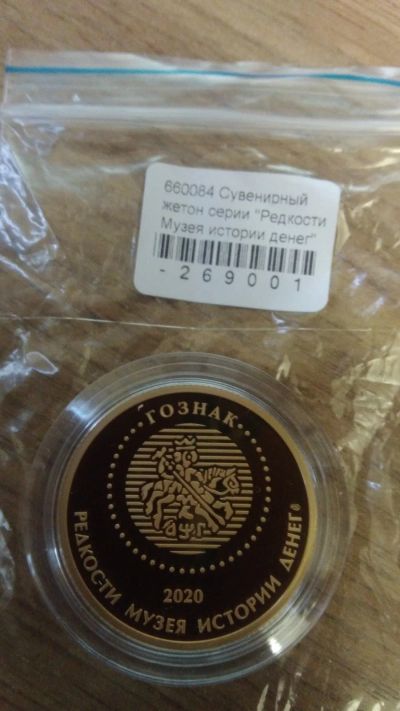 660084 Сувенирный
жетон серии "Редкости
Музея истории денег"
-269001
ГОЗНАК
2020
РЕДКОСТИ МУЗЕЯ ИСТОРИИ ДЕНЕГ